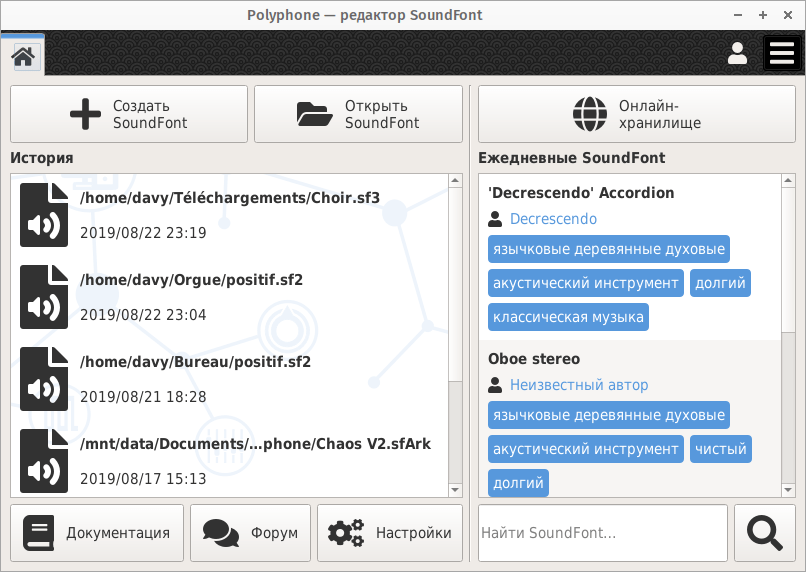 Polyphone — редактор SoundFont
Создать
SoundFont
Открыть
SoundFont
Онлайн-
хранилище
История
/home/davy/Téléchargements/Choir.sf3
2019/08/22 23:19
/home/davy/Orgue/positif.sf2
2019/08/22 23:04
/home/davy/Bureau/positif.sf2
2019/08/21 18:28
/mnt/data/Documents/...phone/Chaos V2.sfArk
2019/08/17 15:13
Ежедневные SoundFont
'Decrescendo' Accordion
Decrescendo
язычковые деревянные духовые
акустический инструмент долгий
классическая музыка
Oboe stereo
Неизвестный автор
язычковые деревянные духовые
акустический инструмент чистый
долгий
Документация
Форум
Настройки
Найти SoundFont...